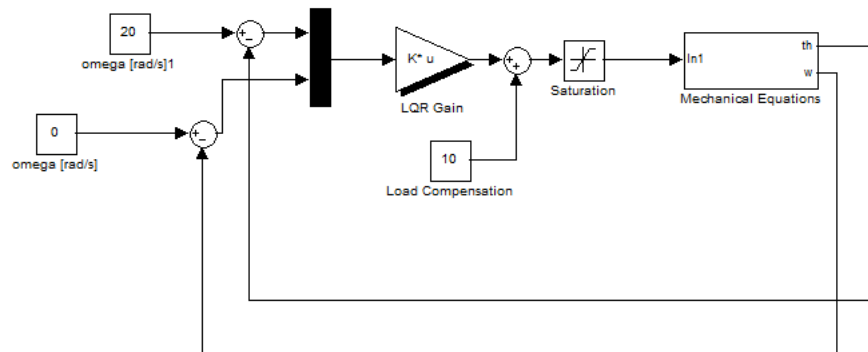 20
omega [rad/s]1
+
−
K* u
LQR Gain
+
+
Saturation
In1
th
w
Mechanical Equations
0
omega [rad/s]
+
−
10
Load Compensation